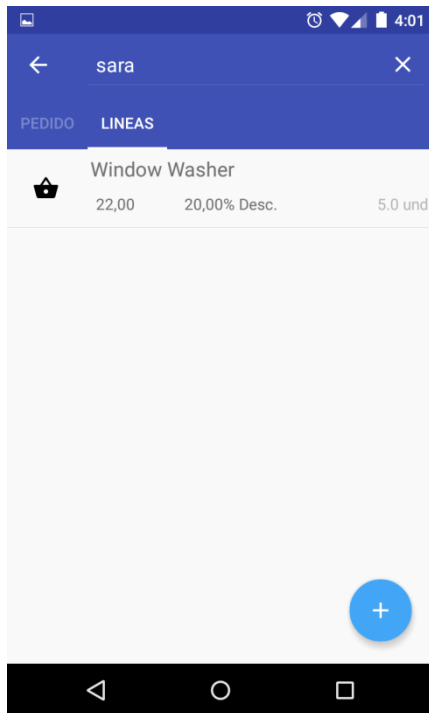 4:01
sara
PEDIDO LINEAS
Window Washer
22,00 20,00% Desc. 5.0 und